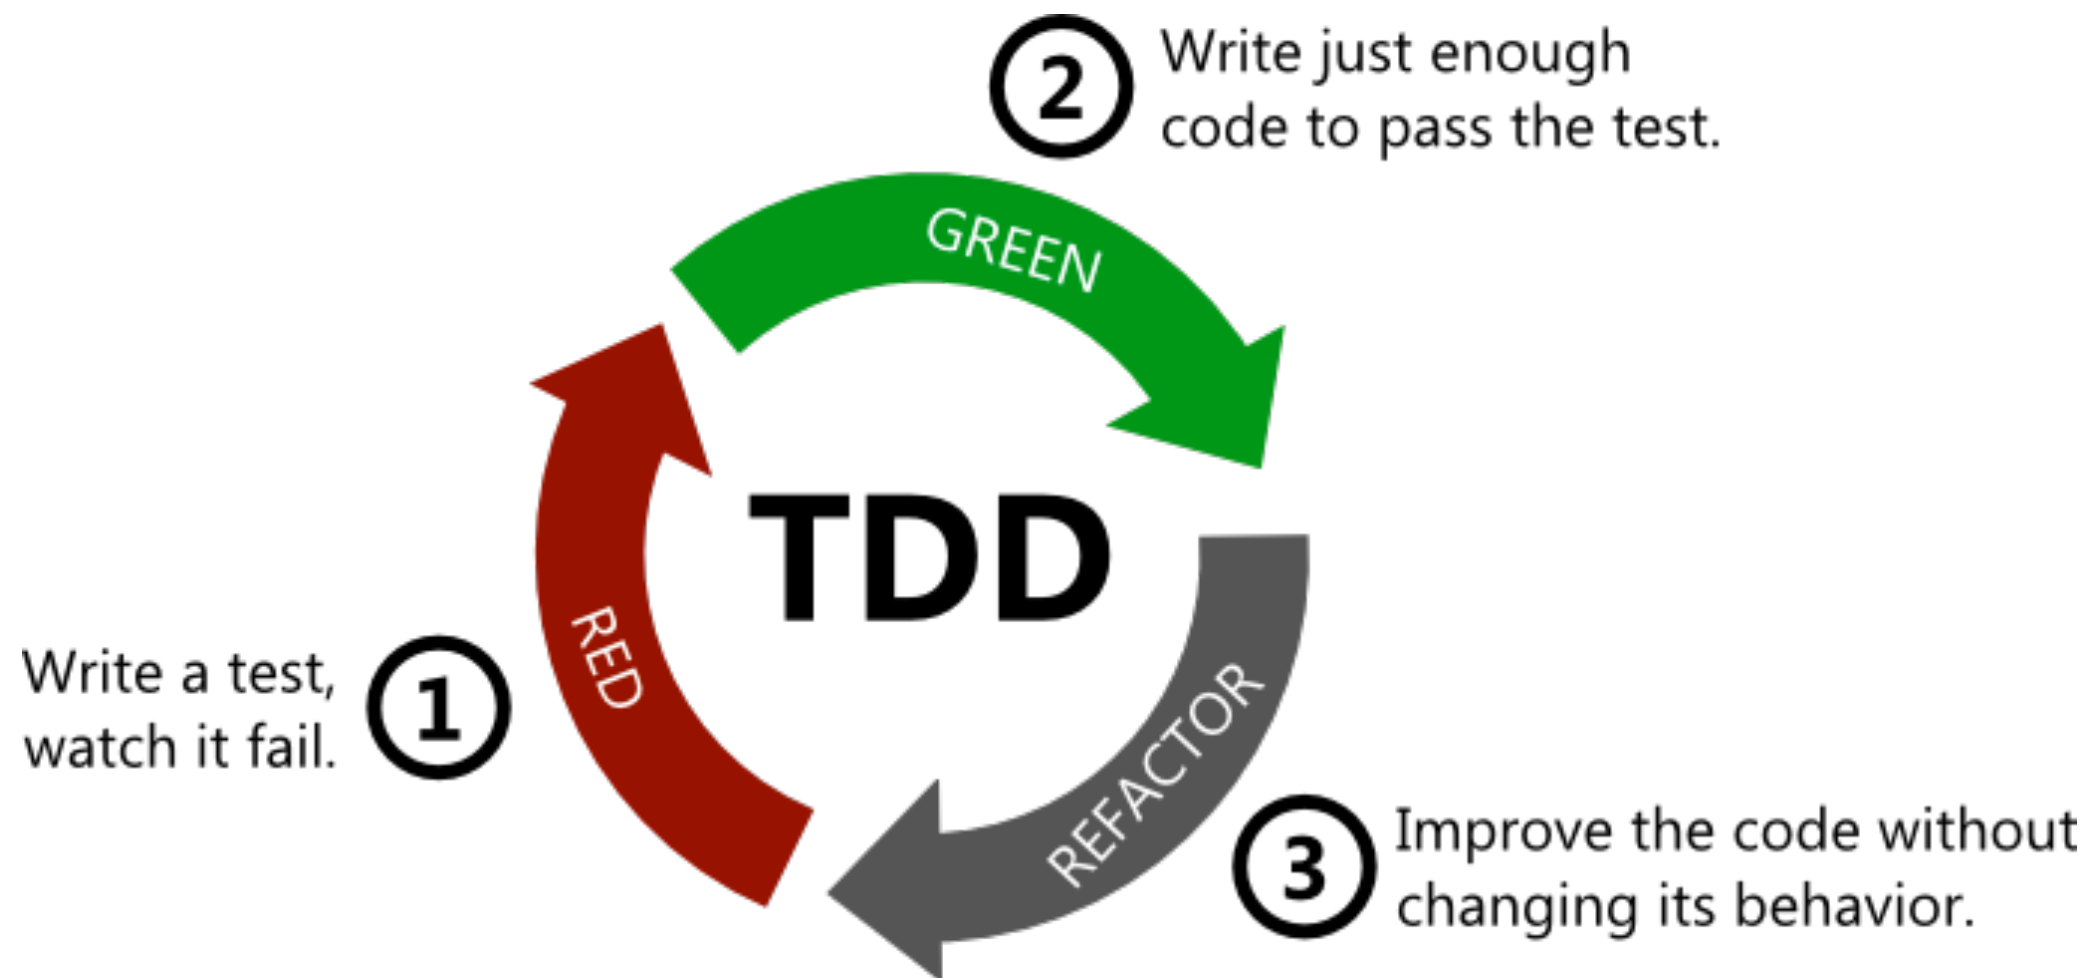 2
Write just enough
code to pass the test.
GREEN
TDD
RED
Write a test,
watch it fail.
1
REFACTOR
3
Improve the code without
changing its behavior.